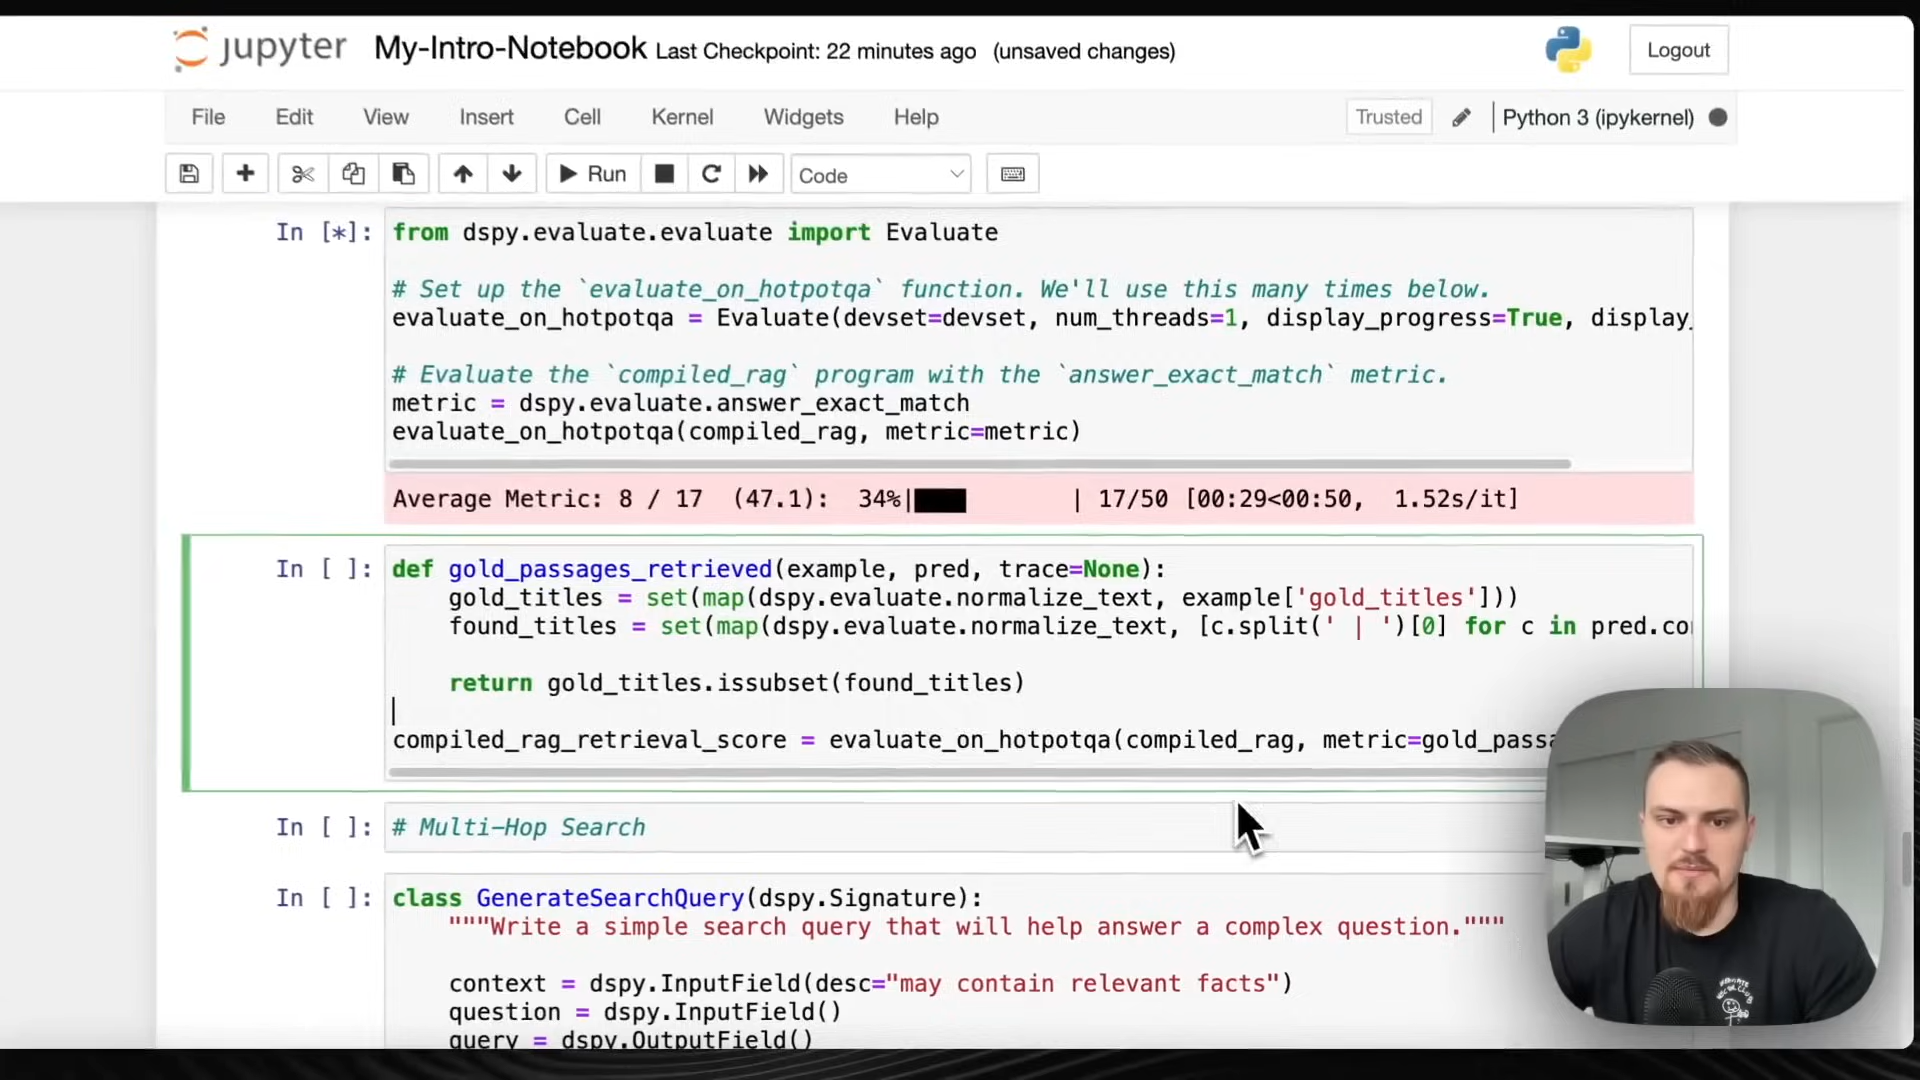 jupyter My-Intro-Notebook Last Checkpoint: 22 minutes ago (unsaved changes) Logout
File Edit View Insert Cell Kernel Widgets Help Trusted Python 3 (ipykernel)
Run Code
In [*]: from dspy.evaluate.evaluate import Evaluate
# Set up the `evaluate_on_hotpotqa` function. We'll use this many times below.
evaluate_on_hotpotqa = Evaluate(devset=devset, num_threads=1, display_progress=True, display_
# Evaluate the `compiled_rag` program with the `answer_exact_match` metric.
metric = dspy.evaluate.answer_exact_match
evaluate_on_hotpotqa(compiled_rag, metric=metric)
Average Metric: 8 / 17 (47.1): 34%| | 17/50 [00:29<00:50, 1.52s/it]
In [ ]: def gold_passages_retrieved(example, pred, trace=None):
gold_titles = set(map(dspy.evaluate.normalize_text, example['gold_titles']))
found_titles = set(map(dspy.evaluate.normalize_text, [c.split(' | ')[0] for c in pred.co
return gold_titles.issubset(found_titles)
compiled_rag_retrieval_score = evaluate_on_hotpotqa(compiled_rag, metric=gold_passa
In [ ]: # Multi-Hop Search
In [ ]: class GenerateSearchQuery(dspy.Signature):
"""Write a simple search query that will help answer a complex question."""
context = dspy.InputField(desc="may contain relevant facts")
question = dspy.InputField()
query = dspy.OutputField()